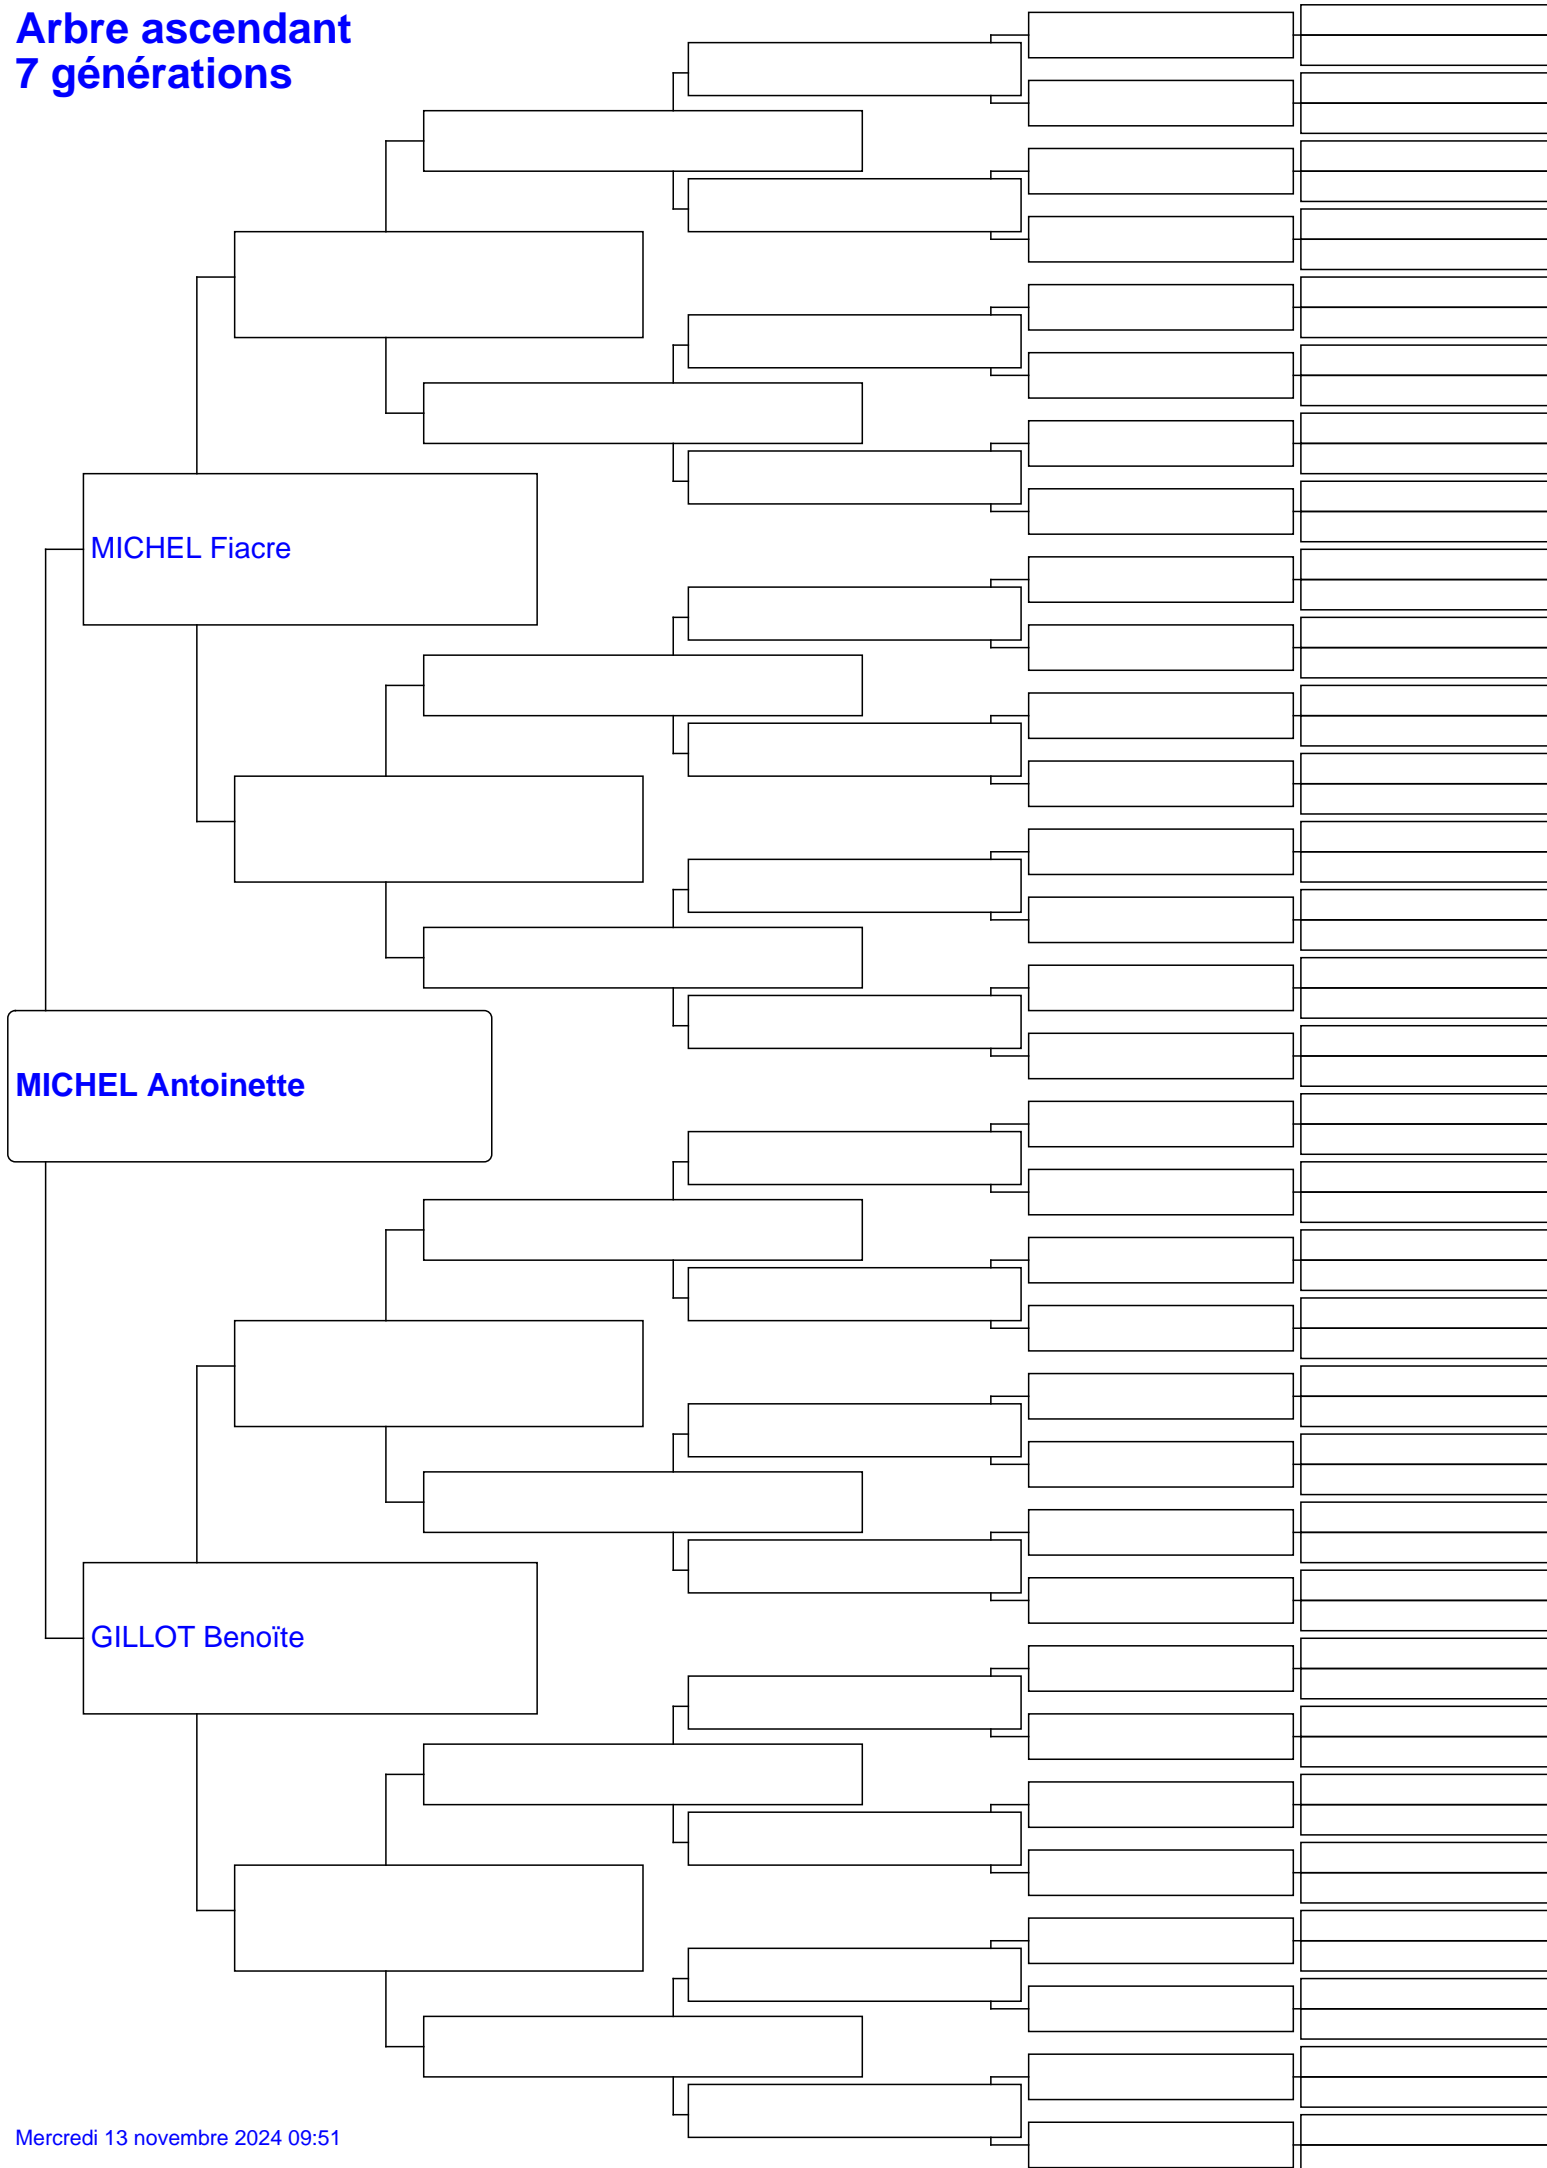 Arbre ascendant
7 générations
MICHEL Fiacre
MICHEL Antoinette
GILLOT Benoïte
Mercredi 13 novembre 2024 09:51